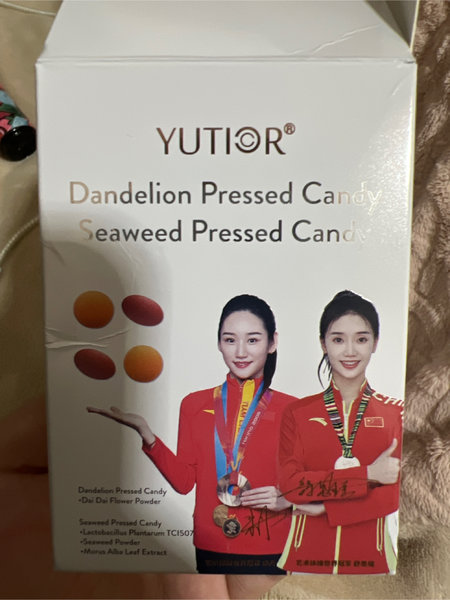 YUTIOR®
Dandelion Pressed Candy
Seaweed Pressed Candy
Dandelion Pressed Candy
•Dai Dai Flower Powder
Seaweed Pressed Candy
•Lactobacillus Plantarum TCI507
•Seaweed Powder
•Morus Alba Leaf Extract